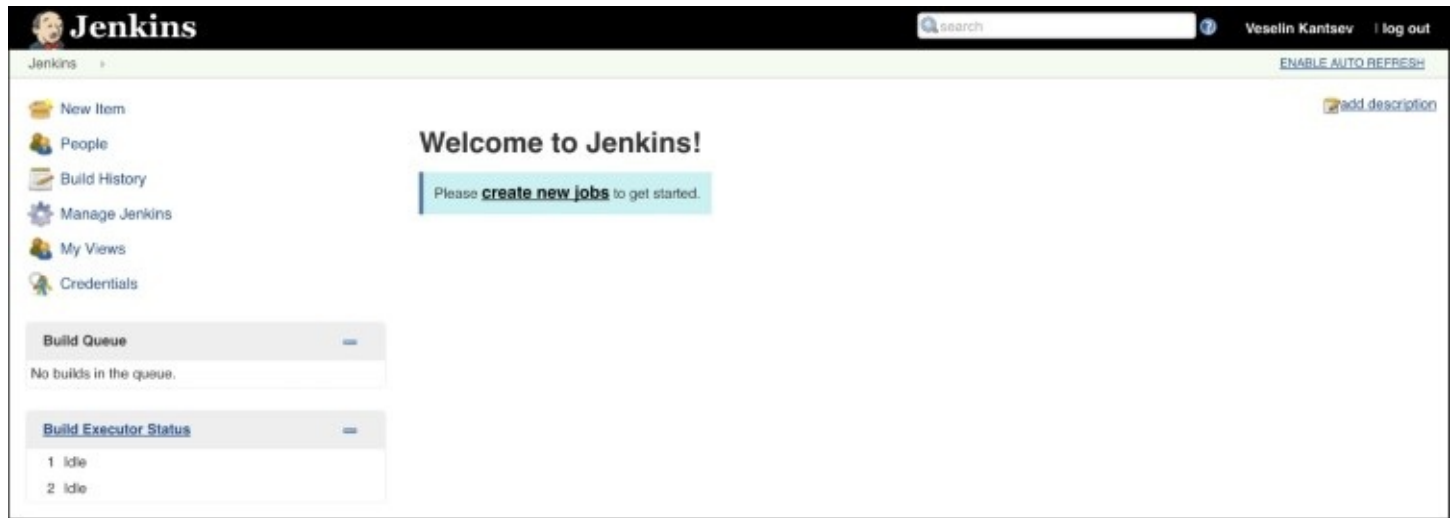 Jenkins
search
Veselin Kantsev | log out
Jenkins
ENABLE AUTO REFRESH
New Item
People
Build History
Manage Jenkins
My Views
Credentials
add description
Welcome to Jenkins!
Please create new jobs to get started.
Build Queue
No builds in the queue.
Build Executor Status
1 Idle
2 Idle